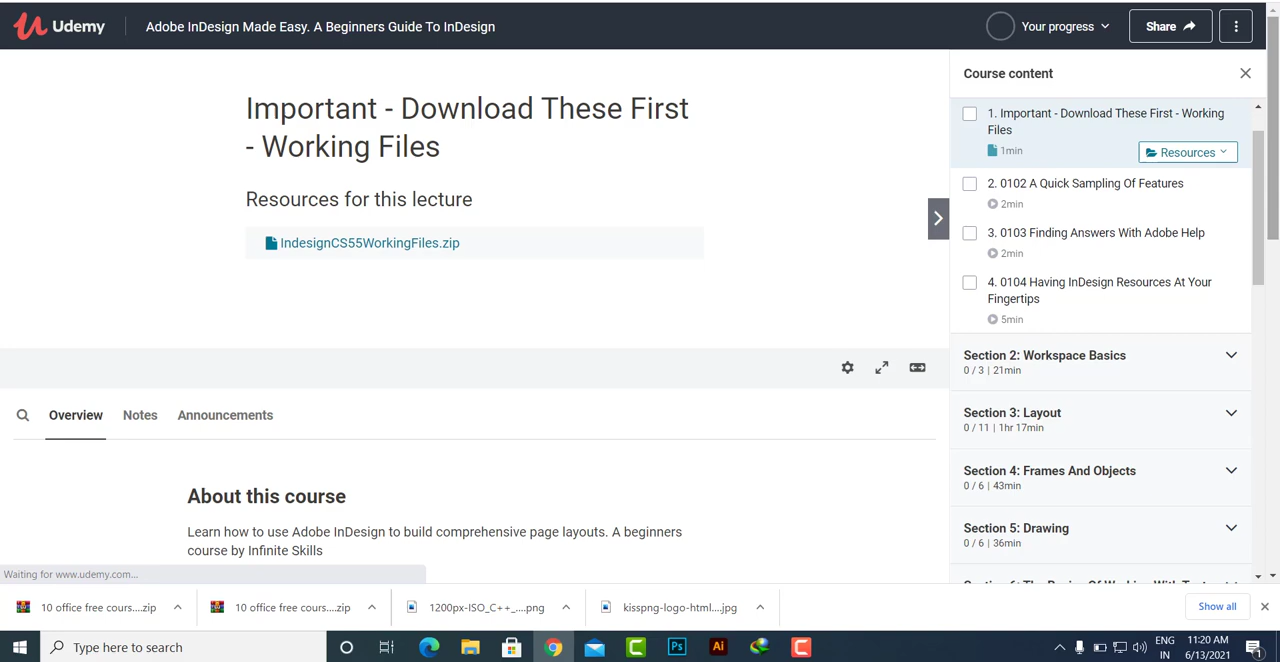 Udemy
Adobe InDesign Made Easy. A Beginners Guide To InDesign
Your progress
Share
Important - Download These First
- Working Files
Resources for this lecture
IndesignCS55WorkingFiles.zip
Course content
1. Important - Download These First - Working
Files
1min
Resources
2. 0102 A Quick Sampling Of Features
2min
3. 0103 Finding Answers With Adobe Help
2min
4. 0104 Having InDesign Resources At Your
Fingertips
5min
Section 2: Workspace Basics
0 / 3 | 21min
Section 3: Layout
0 / 11 | 1hr 17min
Section 4: Frames And Objects
0 / 6 | 43min
Section 5: Drawing
0 / 6 | 36min
Overview
Notes
Announcements
About this course
Learn how to use Adobe InDesign to build comprehensive page layouts. A beginners
course by Infinite Skills
Waiting for www.udemy.com...
10 office free cours....zip
10 office free cours....zip
1200px-ISO_C++_....png
kisspng-logo-html....jpg
Show all
Type here to search
Ps
Ai
ENG
IN
11:20 AM
6/13/2021
1